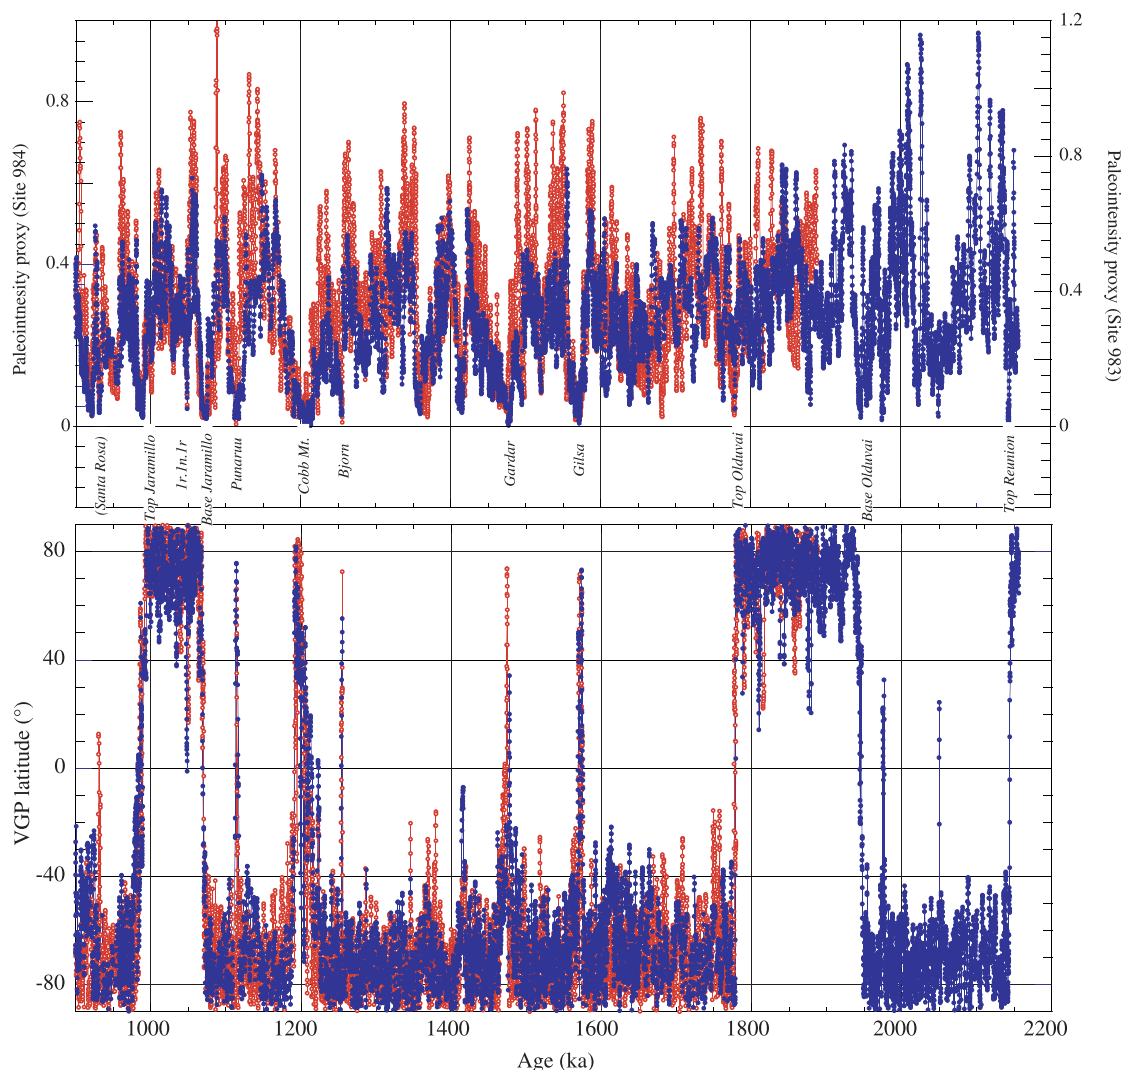 1.2
0.8
0.8
0.4
0.4
0
0
Paleointnesity proxy (Site 984)
Paleointensity proxy (Site 983)
(Santa Rosa)
Top Jaramillo
1r.1n.1r
Base Jaramillo
Punaruu
Cobb Mt.
Bjorn
Gardar
Gilsa
Top Olduvai
Base Olduvai
Top Reunion
80
40
0
-40
-80
VGP latitude (°)
1000 1200 1400 1600 1800 2000 2200
Age (ka)